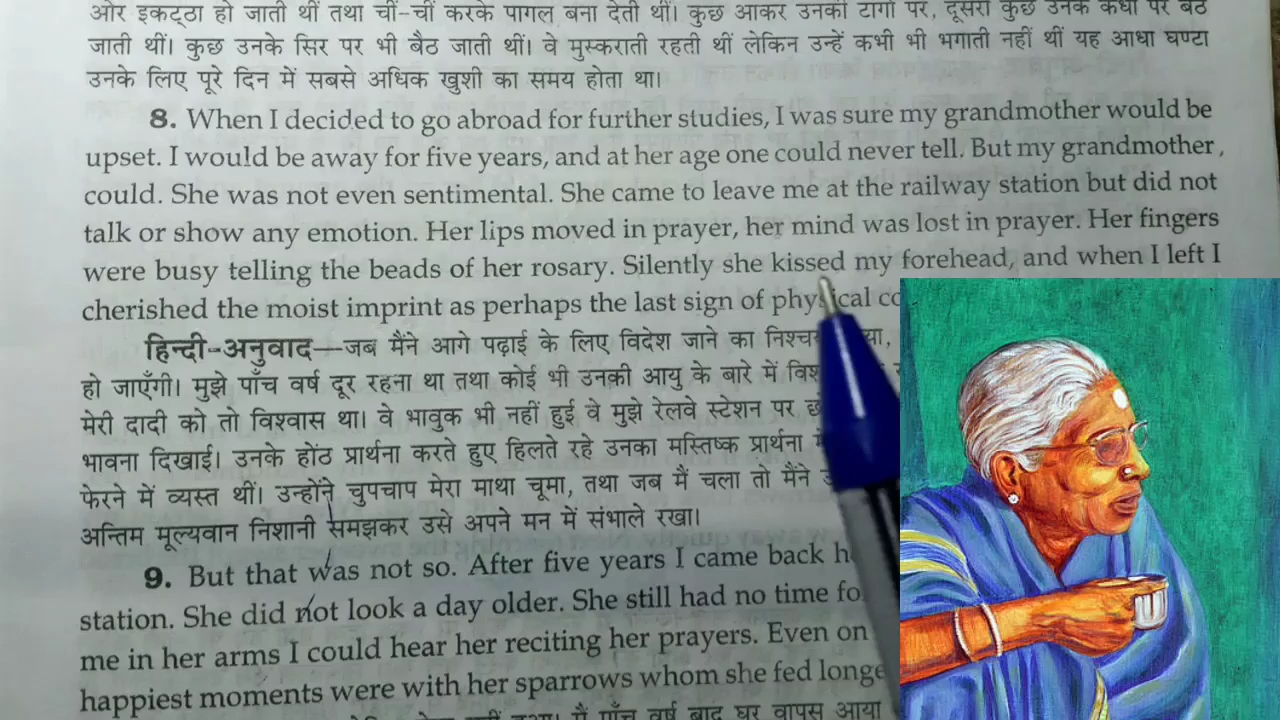 ओर इकट्ठा हो जाती थीं तथा चीं-चीं करके पागल बना देती थीं। कुछ आकर उनकी टांगों पर, दूसरी कुछ उनके कंधों पर बैठ
जाती थीं। कुछ उनके सिर पर भी बैठ जाती थीं। वे मुस्कराती रहती थीं लेकिन उन्हें कभी भी भगाती नहीं थीं यह आधा घण्टा
उनके लिए पूरे दिन में सबसे अधिक खुशी का समय होता था।
8. When I decided to go abroad for further studies, I was sure my grandmother would be
upset. I would be away for five years, and at her age one could never tell. But my grandmother,
could. She was not even sentimental. She came to leave me at the railway station but did not
talk or show any emotion. Her lips moved in prayer, her mind was lost in prayer. Her fingers
were busy telling the beads of her rosary. Silently she kissed my forehead, and when I left I
cherished the moist imprint as perhaps the last sign of physical
हिन्दी-अनुवाद—जब मैंने आगे पढ़ाई के लिए विदेश जाने का
हो जाएँगी। मुझे पाँच वर्ष दूर रहना था तथा कोई भी उनकी आयु के बारे में
मेरी दादी को तो विश्वास था। वे भावुक भी नहीं हुई वे मुझे रेलवे स्टेशन पर
भावना दिखाई। उनके होंठ प्रार्थना करते हुए हिलते रहे उनका मस्तिष्क प्रार्थना
फेरने में व्यस्त थीं। उन्होंने चुपचाप मेरा माथा चूमा, तथा जब मैं चला तो मैंने
अन्तिम मूल्यवान निशानी समझकर उसे अपने मन में संभाले रखा।
9. But that was not so. After five years I came back
station. She did not look a day older. She still had no time
me in her arms I could hear her reciting her prayers. Even on
happiest moments were with her sparrows whom she fed
मैं पाँच वर्ष बाद घर वापस आया